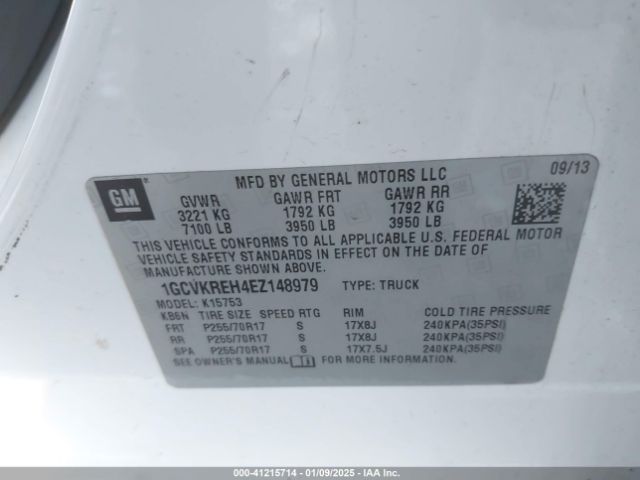 GM
MFD BY GENERAL MOTORS LLC
09/13
GVWR GAWR FRT GAWR RR
3221 KG 1792 KG 1792 KG
7100 LB 3950 LB 3950 LB
THIS VEHICLE CONFORMS TO ALL APPLICABLE U.S. FEDERAL MOTOR
VEHICLE SAFETY STANDARDS IN EFFECT ON THE DATE OF
MANUFACTURE SHOWN ABOVE.
1GCVKREH4EZ148979 TYPE: TRUCK
MODEL: K15753
K86N TIRE SIZE SPEED RTG RIM COLD TIRE PRESSURE
FRT P255/70R17 S 17X8J 240KPA(35PSI)
RR P255/70R17 S 17X8J 240KPA(35PSI)
SPA P255/70R17 S 17X7.5J 240KPA(35PSI)
SEE OWNER'S MANUAL FOR MORE INFORMATION.
000-41215714 - 01/09/2025 - IAA Inc.